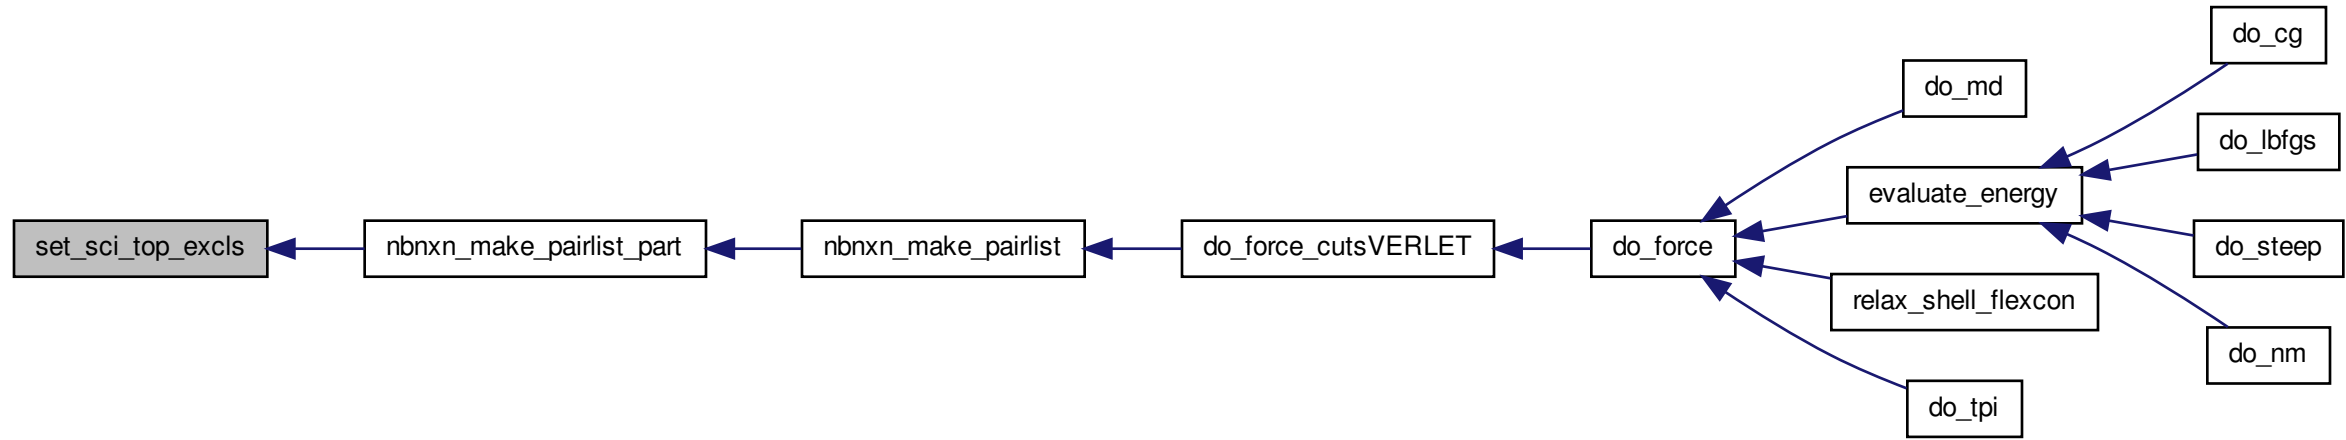 set_sci_top_excls
nbnxn_make_pairlist_part
nbnxn_make_pairlist
do_force_cutsVERLET
do_force
do_md
evaluate_energy
relax_shell_flexcon
do_tpi
do_cg
do_lbfgs
do_steep
do_nm